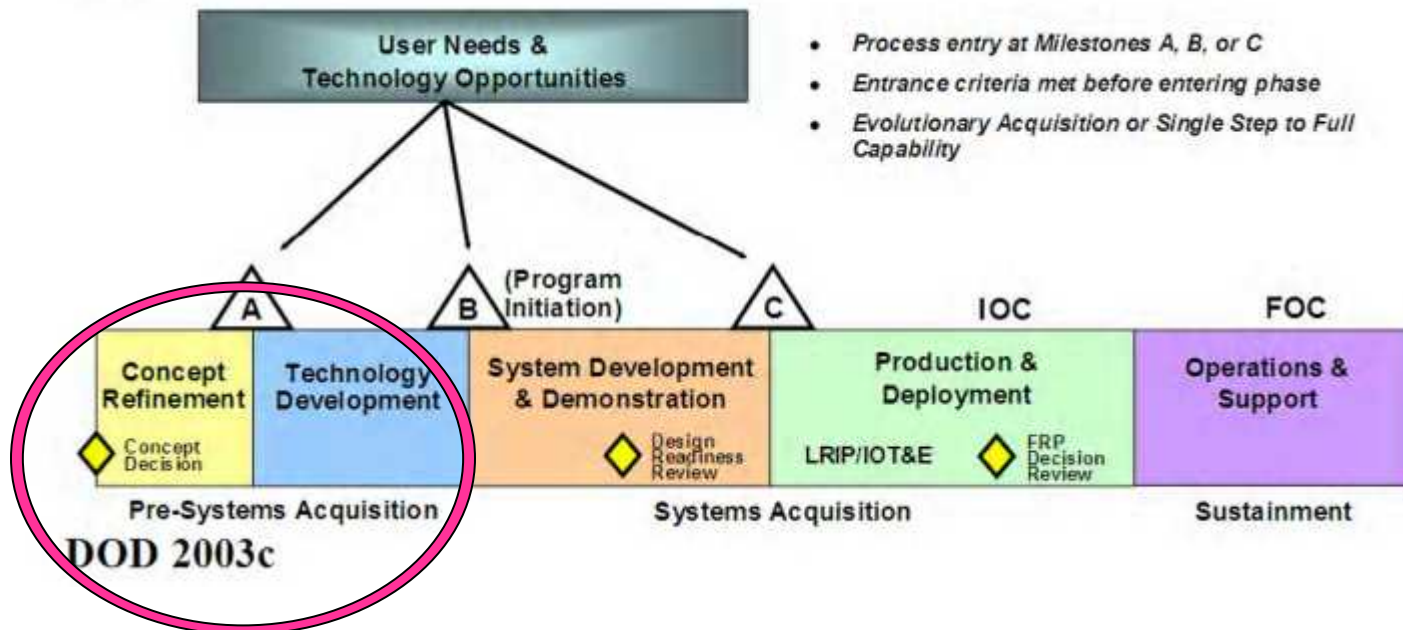 User Needs &
Technology Opportunities
• Process entry at Milestones A, B, or C
• Entrance criteria met before entering phase
• Evolutionary Acquisition or Single Step to Full
Capability
A
B
(Program
Initiation)
C
IOC
FOC
Concept
Refinement
Technology
Development
System Development
& Demonstration
Production &
Deployment
Operations &
Support
Concept
Decision
Design
Readiness
Review
LRIP/IOT&E
FRP
Decision
Review
Pre-Systems Acquisition
Systems Acquisition
Sustainment
DOD 2003c